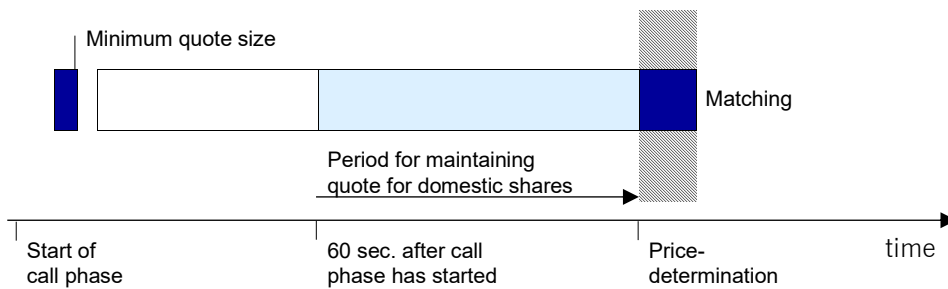 Minimum quote size
Matching
Period for maintaining
quote for domestic shares
Start of
call phase
60 sec. after call
phase has started
Price-
determination
time